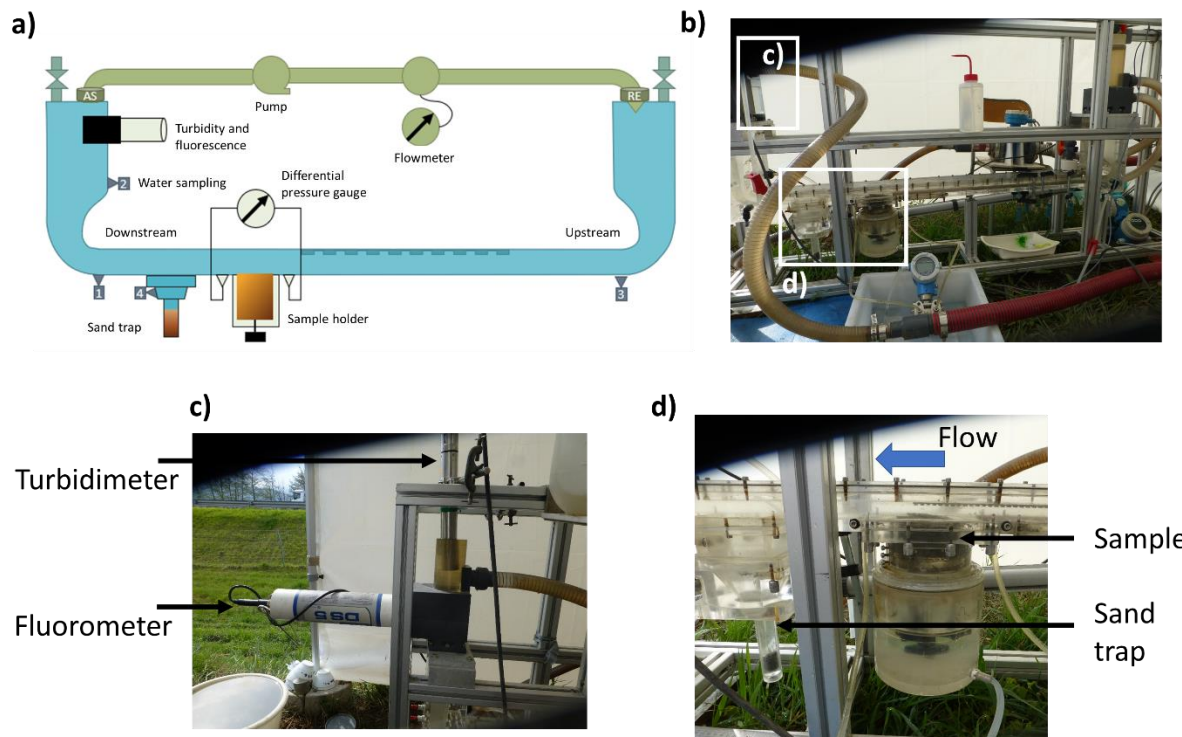 a)
AS
RE
Pump
Turbidity and
fluorescence
Flowmeter
2
Water sampling
Differential
pressure gauge
Downstream
Upstream
1
4
3
Sand trap
Sample holder
b)
c)
d)
c)
Turbidimeter
Fluorometer
DS5
d)
Flow
Sample
Sand
trap